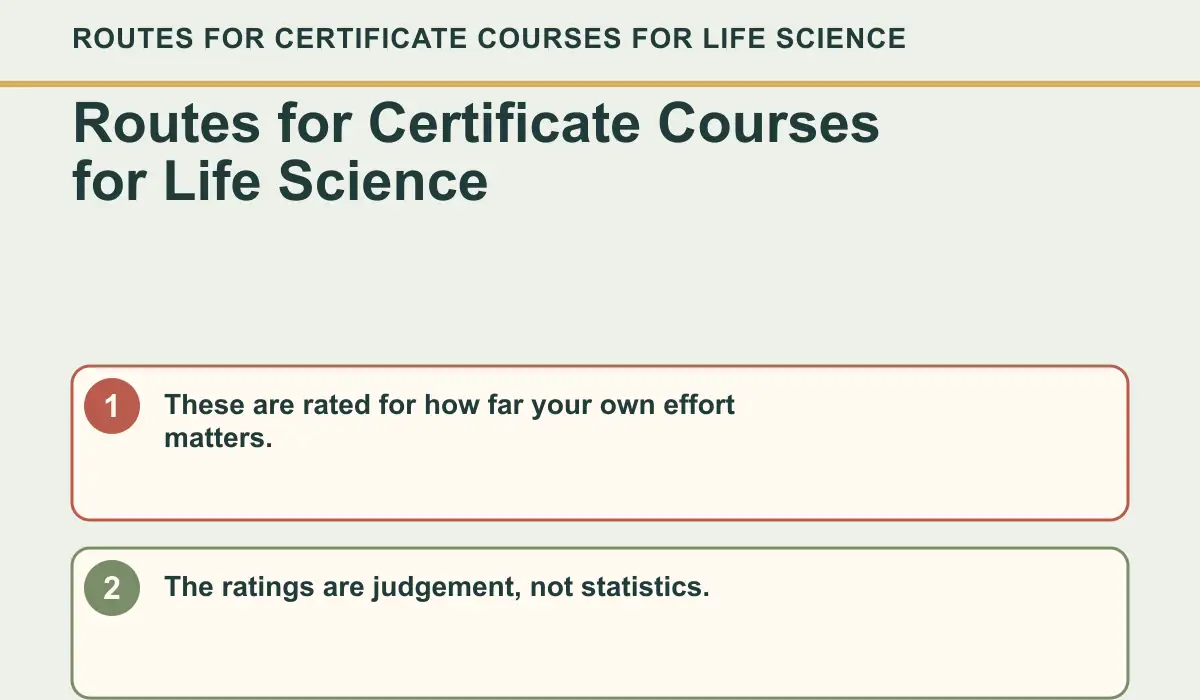 ROUTES FOR CERTIFICATE COURSES FOR LIFE SCIENCE
Routes for Certificate Courses
for Life Science
1
These are rated for how far your own effort
matters.
2
The ratings are judgement, not statistics.